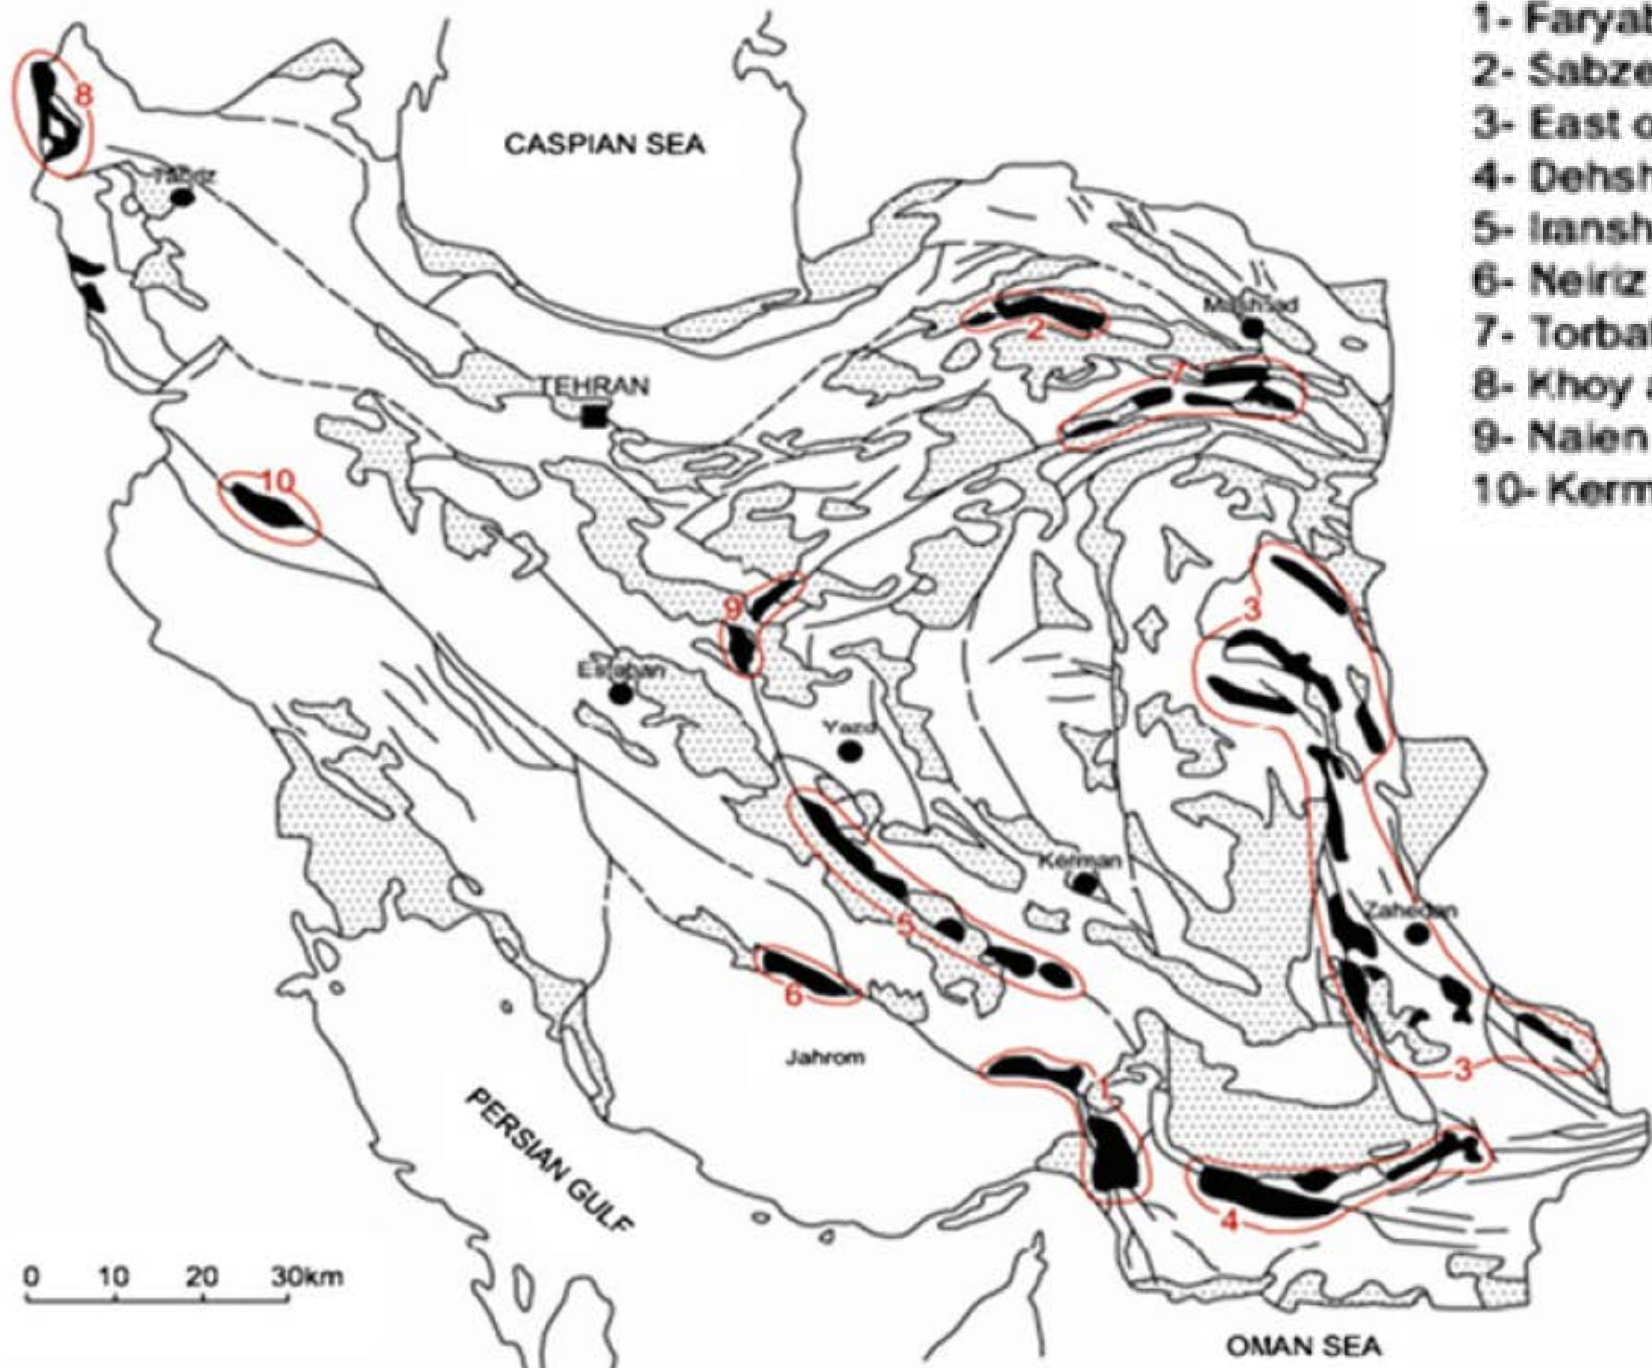 1- Faryab
2- Sabze
3- East o
4- Dehsh
5- Iransh
6- Neiriz
7- Torba
8- Khoy a
9- Naien
10- Kerm
8
CASPIAN SEA
Tabriz
2
Mashhad
7
TEHRAN
10
3
9
Esfahan
Yazd
Kerman
5
Zahedan
6
Jahrom
3
1
PERSIAN GULF
4
0 10 20 30km
OMAN SEA